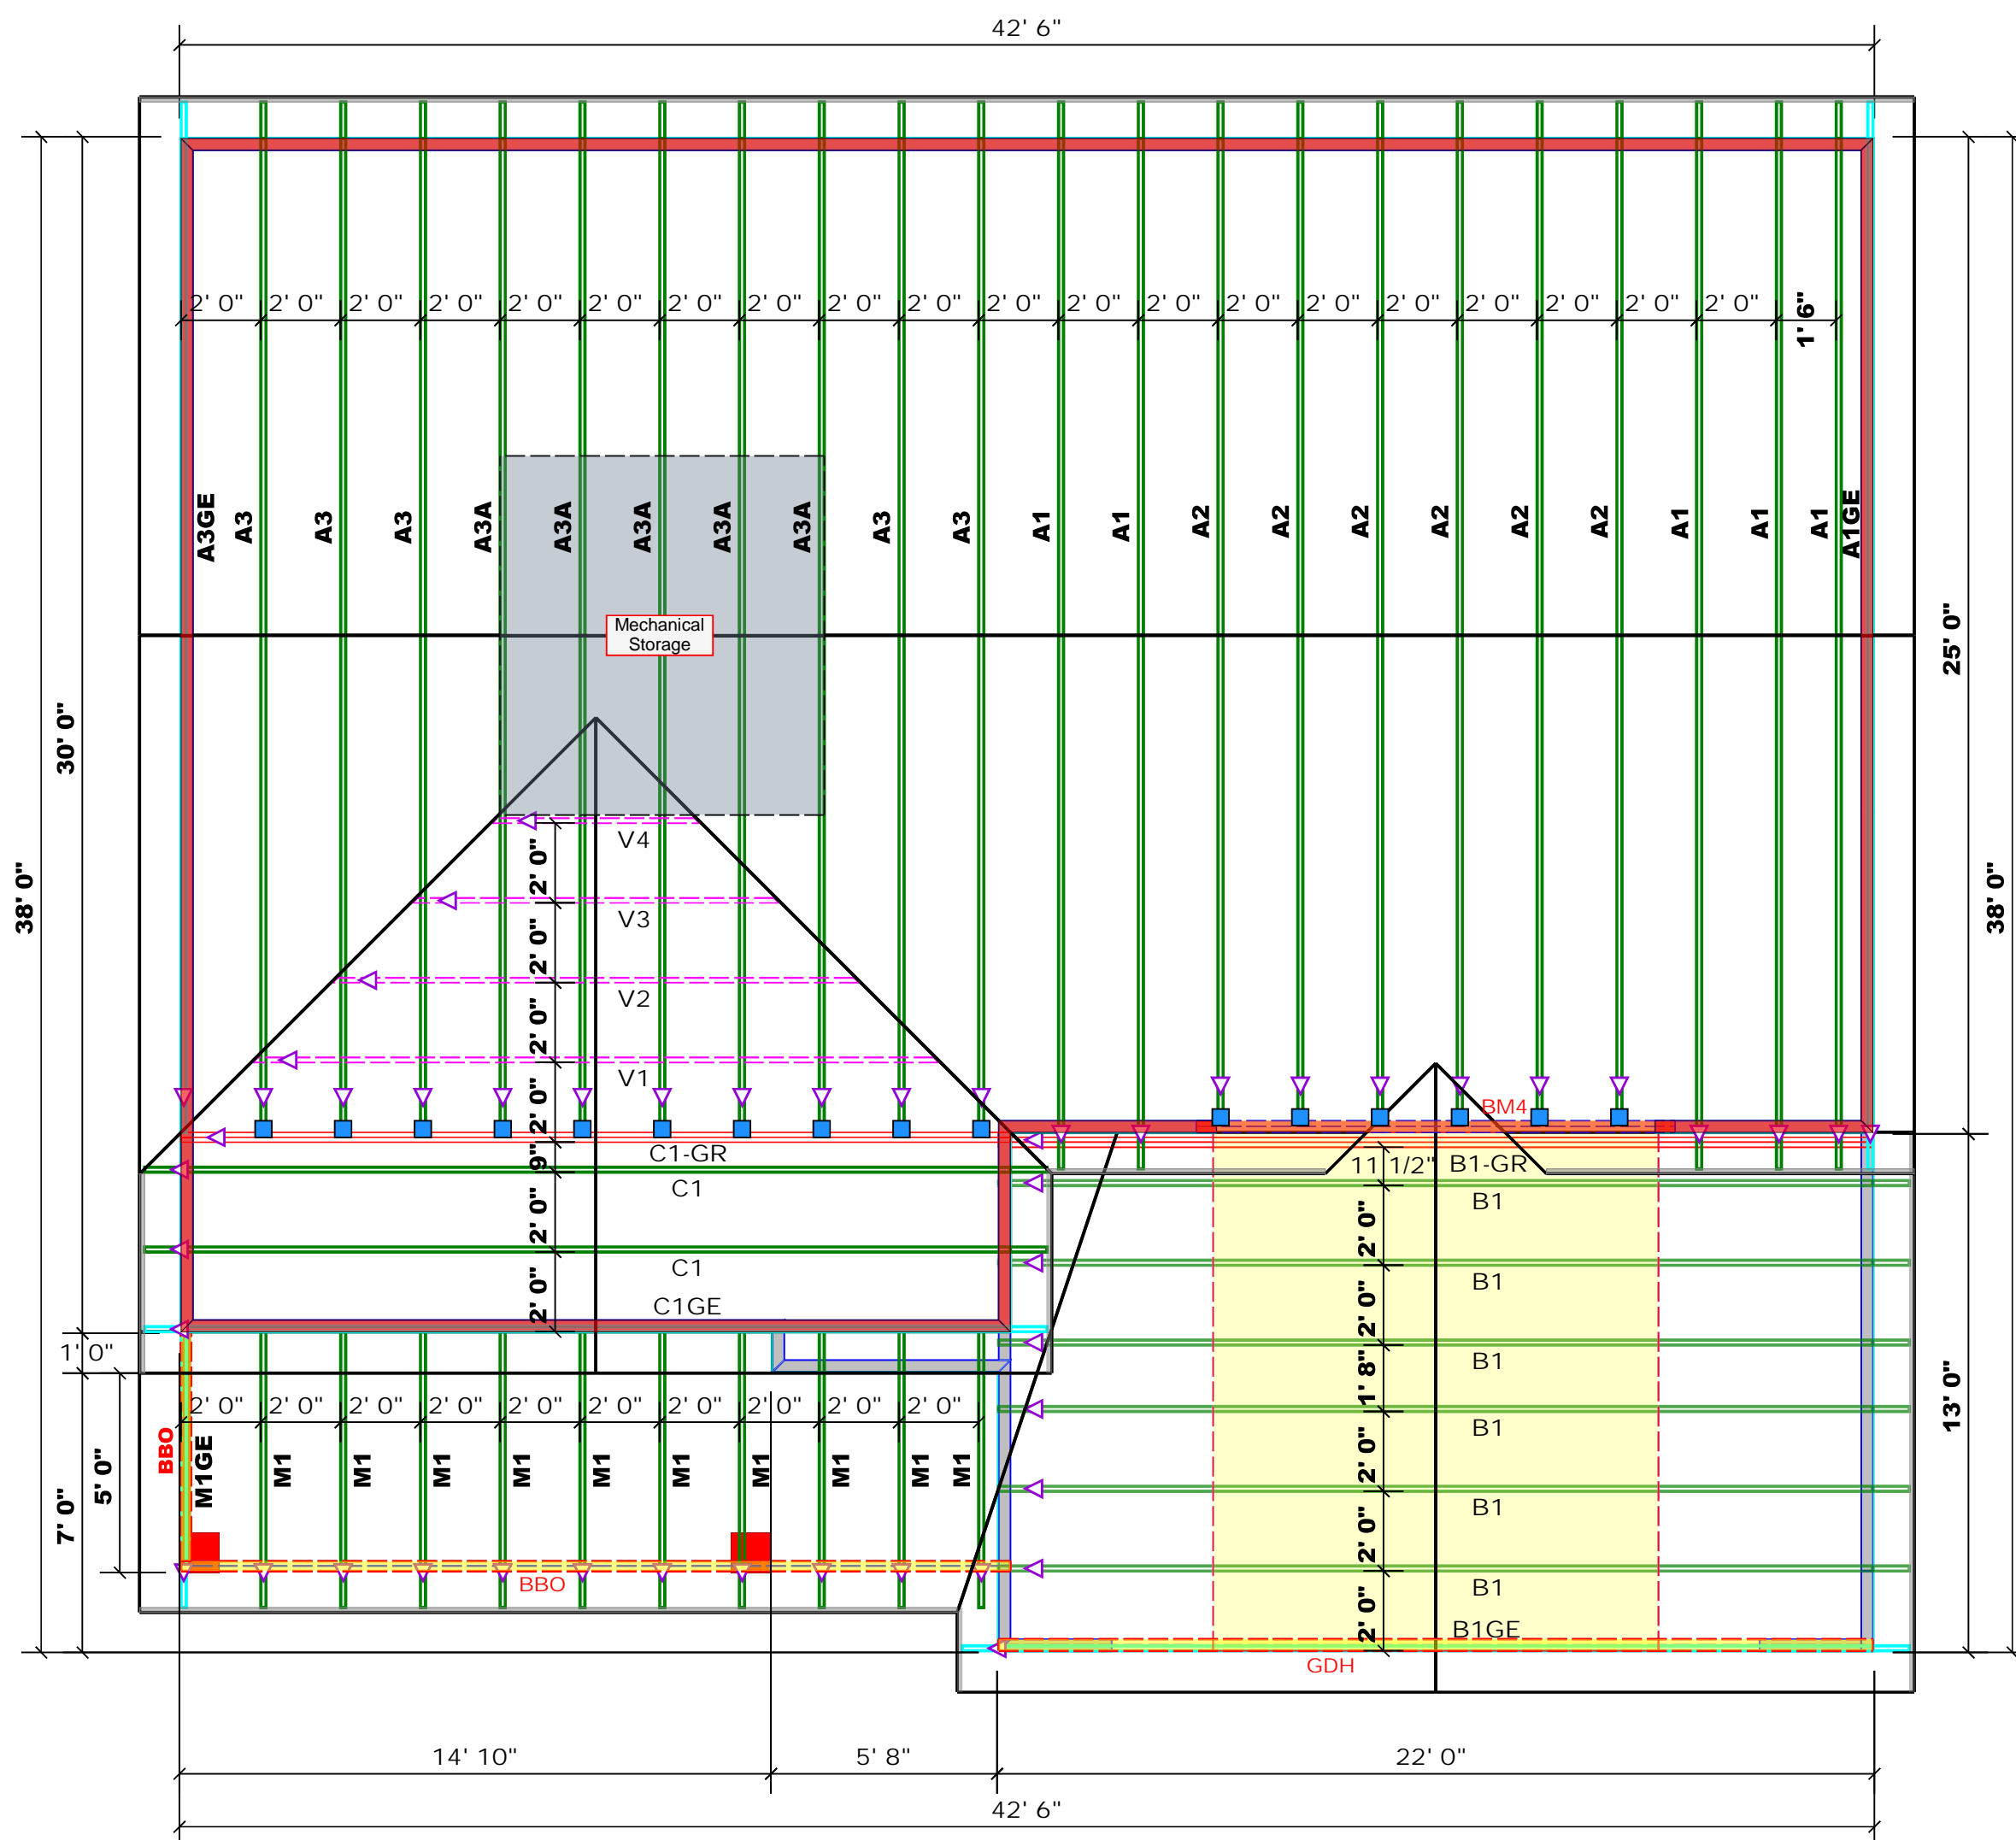 42' 6"
2' 0" 2' 0" 2' 0" 2' 0" 2' 0" 2' 0" 2' 0" 2' 0" 2' 0" 2' 0" 2' 0" 2' 0" 2' 0" 2' 0" 2' 0" 2' 0" 2' 0" 2' 0" 2' 0" 2' 0" 1' 6"
A3GE A3 A3 A3 A3A A3A A3A A3A A3A A3 A3 A1 A1 A2 A2 A2 A2 A2 A2 A1 A1 A1 A1GE
Mechanical
Storage
25' 0"
30' 0"
38' 0"
38' 0"
V4
2' 0"
V3
2' 0"
V2
2' 0"
V1
2' 0"
BM4
C1-GR
9"
11 1/2"
B1-GR
C1
B1
2' 0"
2' 0"
C1
B1
2' 0"
C1GE
2' 0"
1' 0"
B1
1' 8"
13' 0"
2' 0" 2' 0" 2' 0" 2' 0" 2' 0" 2' 0" 2' 0" 2' 0" 2' 0" 2' 0"
B1
BBO
M1GE M1 M1 M1 M1 M1 M1 M1 M1 M1 M1
5' 0"
7' 0"
2' 0"
B1
2' 0"
BBO
B1
2' 0"
B1GE
GDH
14' 10"
5' 8"
22' 0"
42' 6"